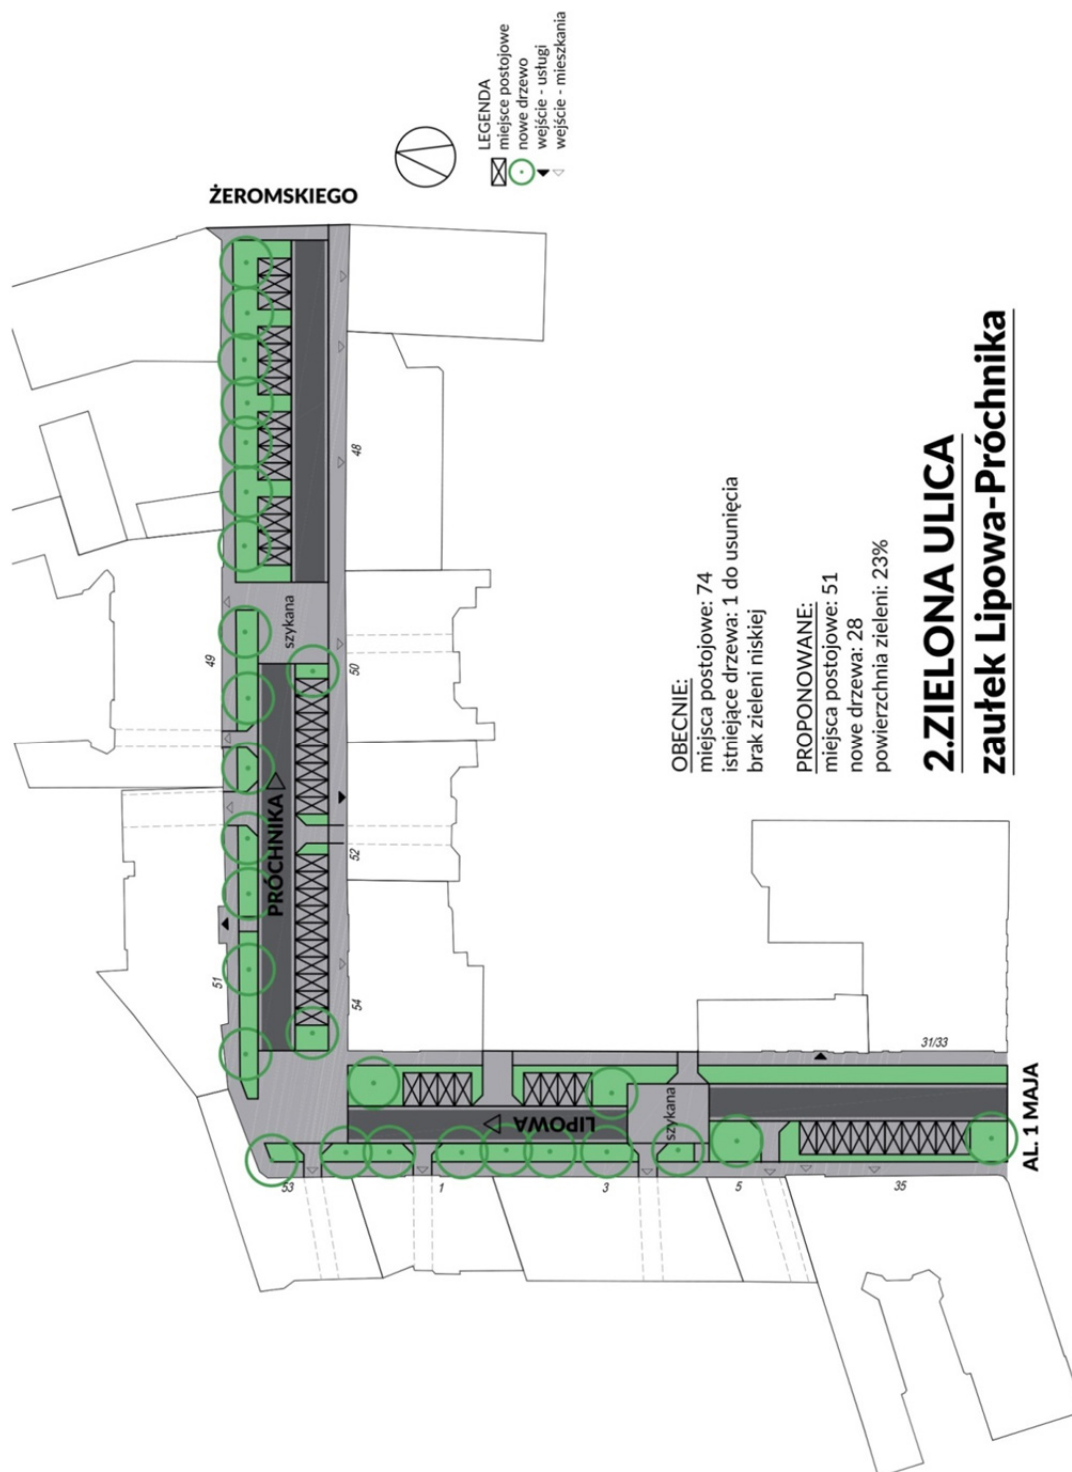 ŻEROMSKIEGO
LEGENDA
miejsce postojowe
nowe drzewo
wejście - usługi
wejście - mieszkania
48
49
szykana
50
PRÓCHNIKA
52
51
54
OBECNIE:
miejsca postojowe: 74
istniejące drzewa: 1 do usunięcia
brak zieleni niskiej
PROPONOWANE:
miejsca postojowe: 51
nowe drzewa: 28
powierzchnia zieleni: 23%
2.ZIELONA ULICA
zaułek Lipowa-Próchnika
31/33
LIPOWA
szykana
53
1
3
5
35
AL. 1 MAJA